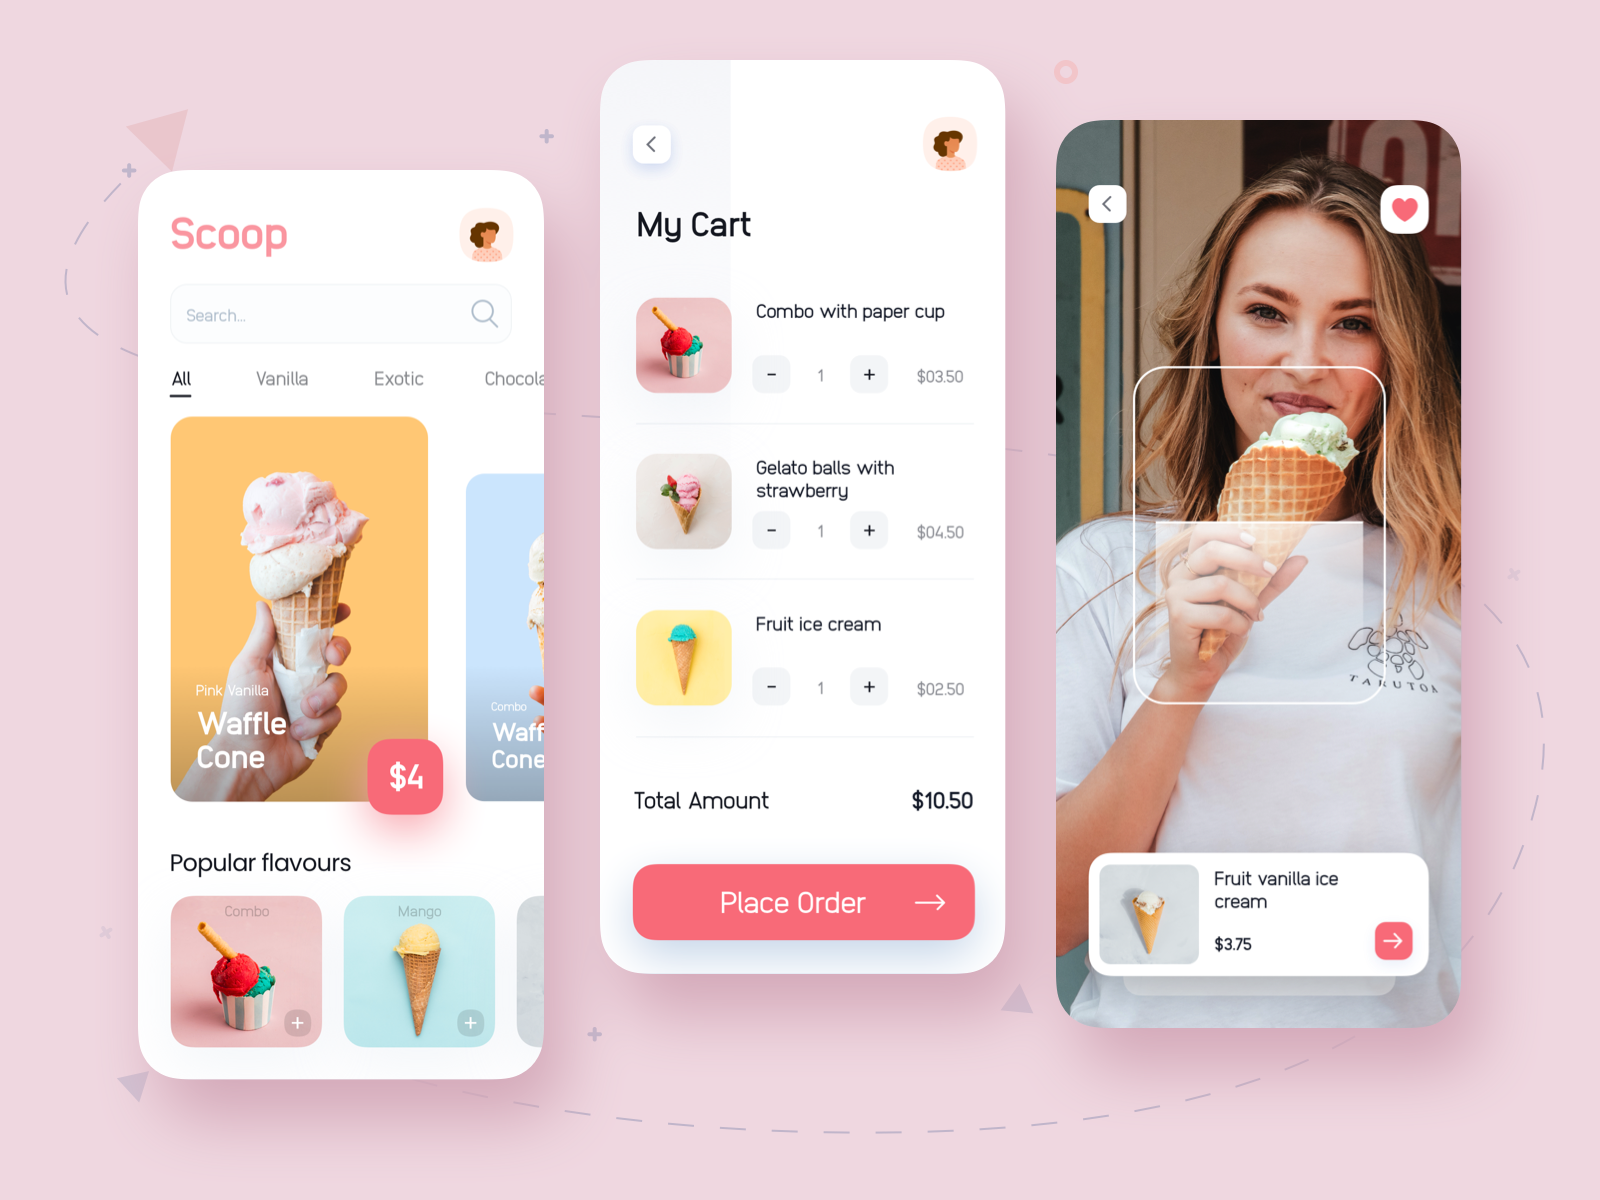 Scoop
Search...
All Vanilla Exotic Chocola
Pink Vanilla
Waffle
Cone
$4
Combo
Waff
Cone
Popular flavours
Combo
Mango
My Cart
Combo with paper cup
- 1 + $03.50
Gelato balls with
strawberry
- 1 + $04.50
Fruit ice cream
- 1 + $02.50
Total Amount $10.50
Place Order
TARUTOA
Fruit vanilla ice
cream
$3.75